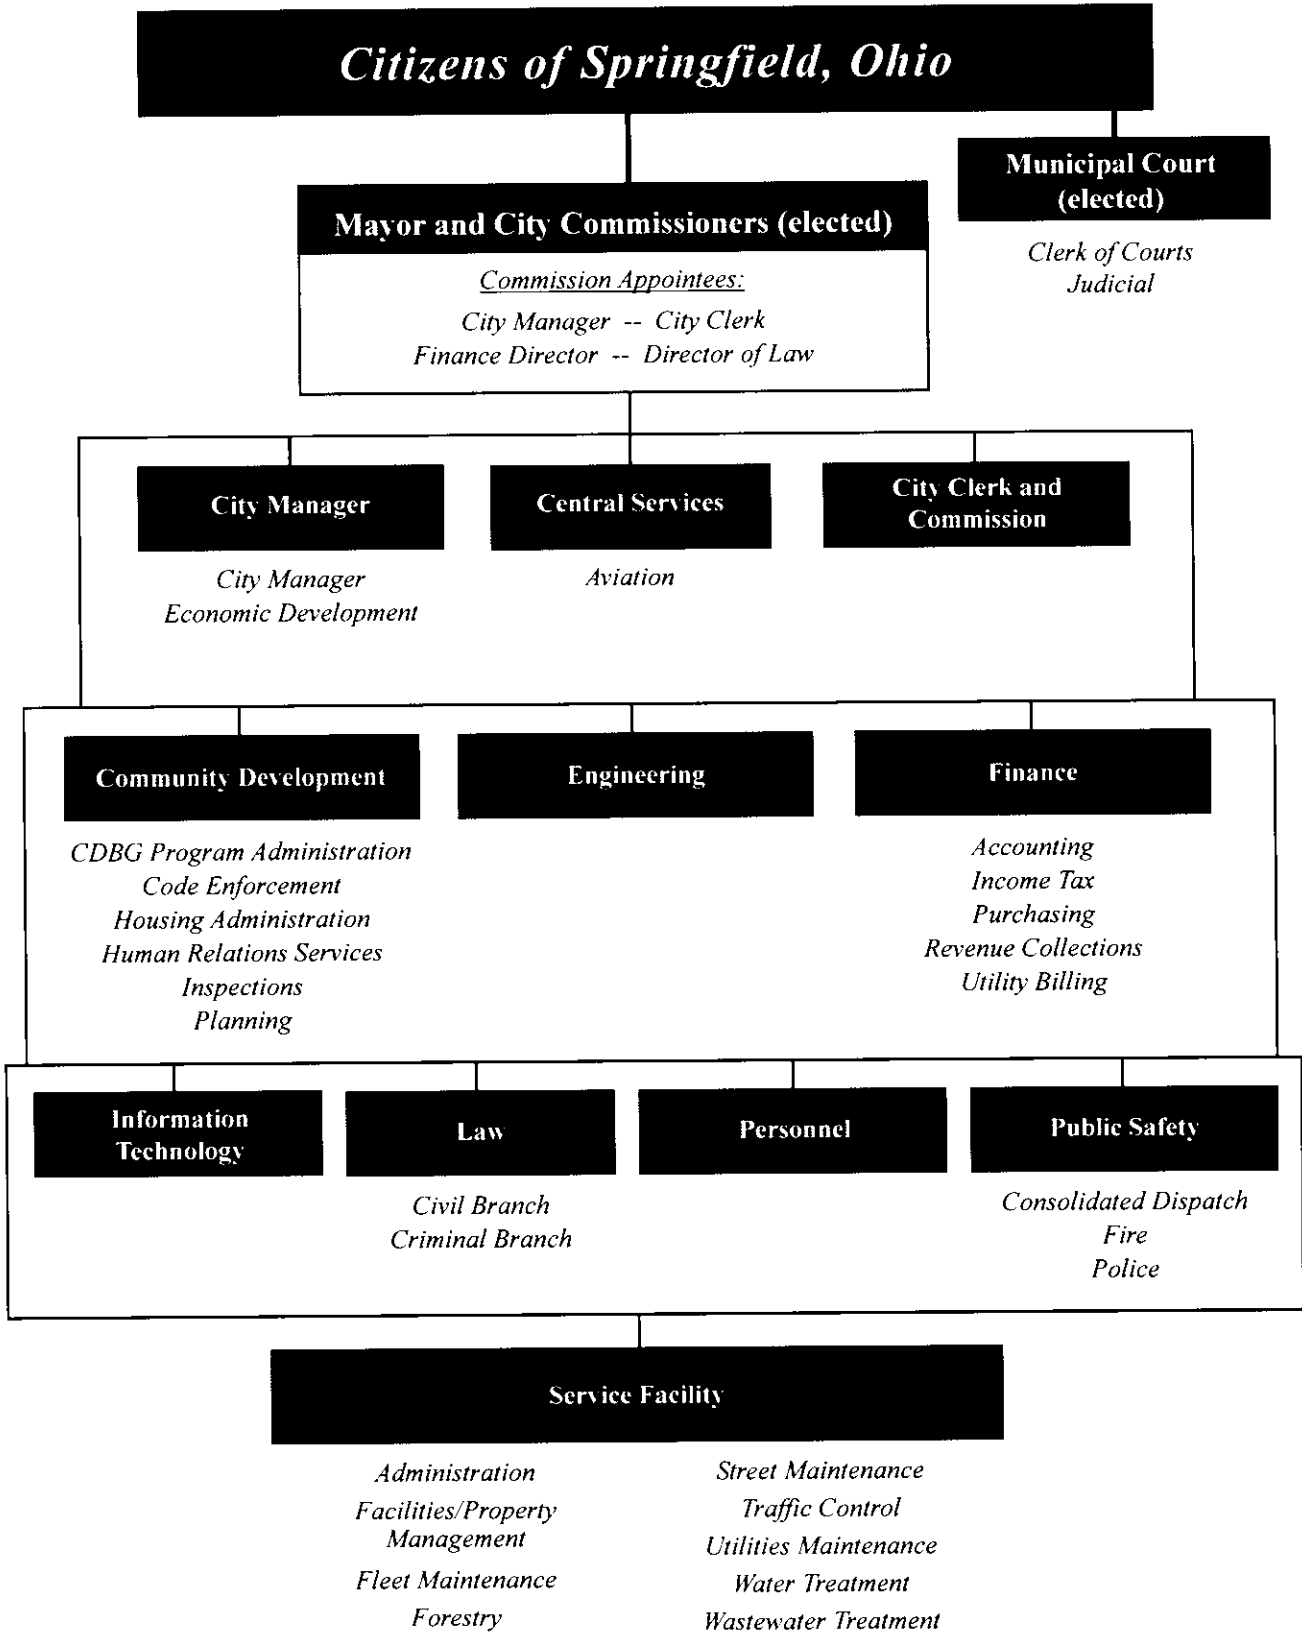 Citizens of Springfield, Ohio
Municipal Court
(elected)
Clerk of Courts
Judicial
Mayor and City Commissioners (elected)
Commission Appointees:
City Manager -- City Clerk
Finance Director -- Director of Law
City Manager
City Manager
Economic Development
Central Services
Aviation
City Clerk and
Commission
Community Development
CDBG Program Administration
Code Enforcement
Housing Administration
Human Relations Services
Inspections
Planning
Engineering
Finance
Accounting
Income Tax
Purchasing
Revenue Collections
Utility Billing
Information
Technology
Law
Civil Branch
Criminal Branch
Personnel
Public Safety
Consolidated Dispatch
Fire
Police
Service Facility
Administration
Facilities/Property
Management
Fleet Maintenance
Forestry
Street Maintenance
Traffic Control
Utilities Maintenance
Water Treatment
Wastewater Treatment